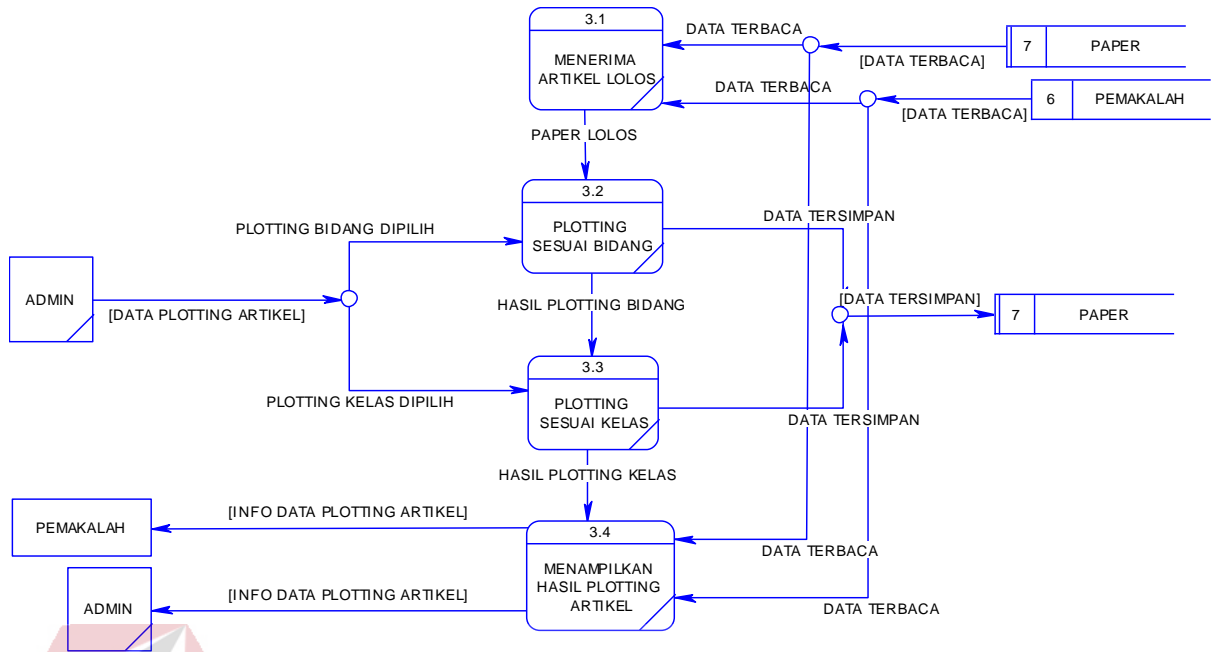 3.1
MENERIMA
ARTIKEL LOLOS
DATA TERBACA
[DATA TERBACA]
7 PAPER
DATA TERBACA
[DATA TERBACA]
6 PEMAKALAH
PAPER LOLOS
3.2
PLOTTING
SESUAI BIDANG
PLOTTING BIDANG DIPILIH
DATA TERSIMPAN
ADMIN
[DATA PLOTTING ARTIKEL]
HASIL PLOTTING BIDANG
[DATA TERSIMPAN]
7 PAPER
3.3
PLOTTING
SESUAI KELAS
PLOTTING KELAS DIPILIH
DATA TERSIMPAN
HASIL PLOTTING KELAS
PEMAKALAH
[INFO DATA PLOTTING ARTIKEL]
3.4
MENAMPILKAN
HASIL PLOTTING
ARTIKEL
DATA TERBACA
ADMIN
[INFO DATA PLOTTING ARTIKEL]
DATA TERBACA